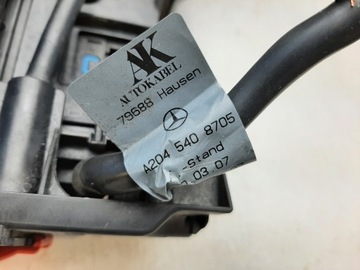 AK
AUTOKABEL
79688 Hausen
A204 540 8705
-Stand
.03.07